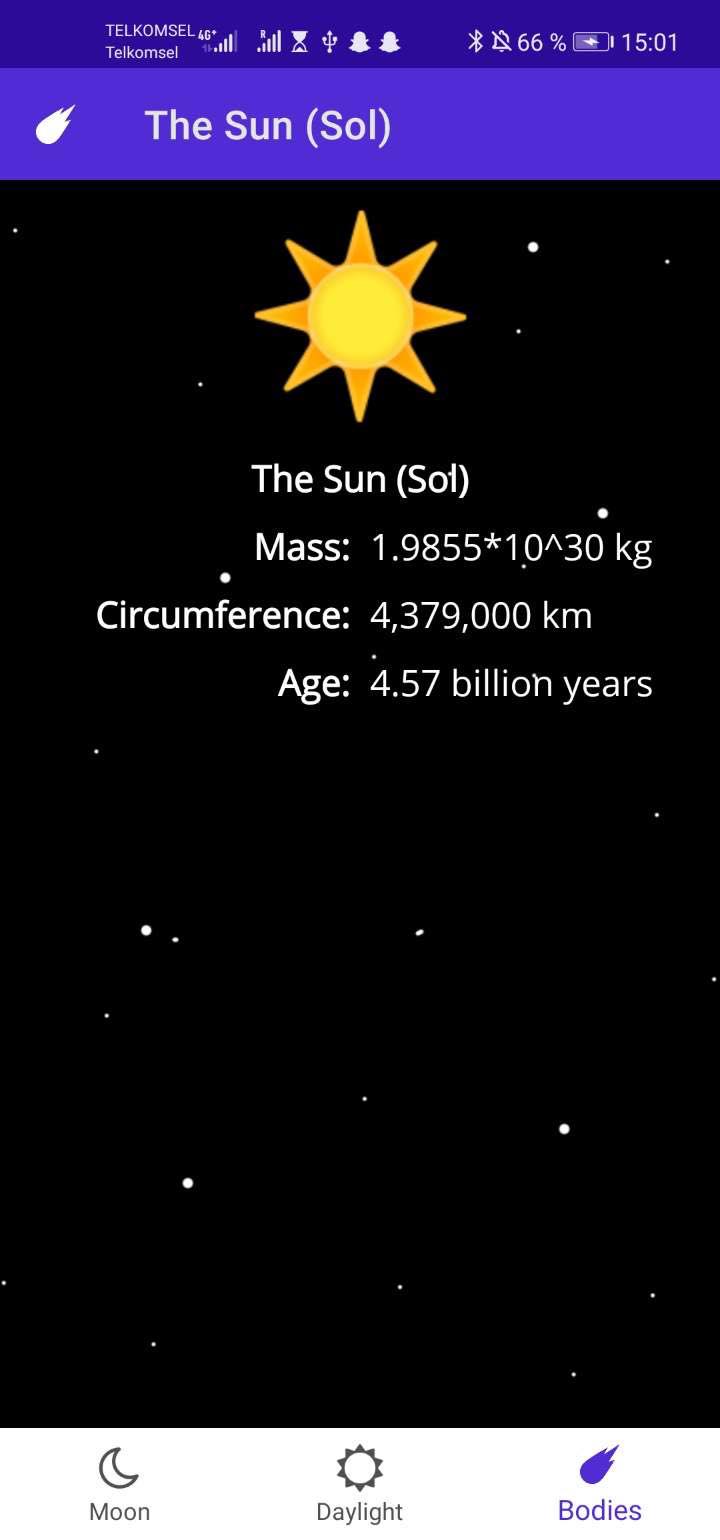 TELKOMSEL 4G+ R 66 % 15:01
Telkomsel
The Sun (Sol)
The Sun (Sol)
Mass: 1.9855*10^30 kg
Circumference: 4,379,000 km
Age: 4.57 billion years
Moon Daylight Bodies